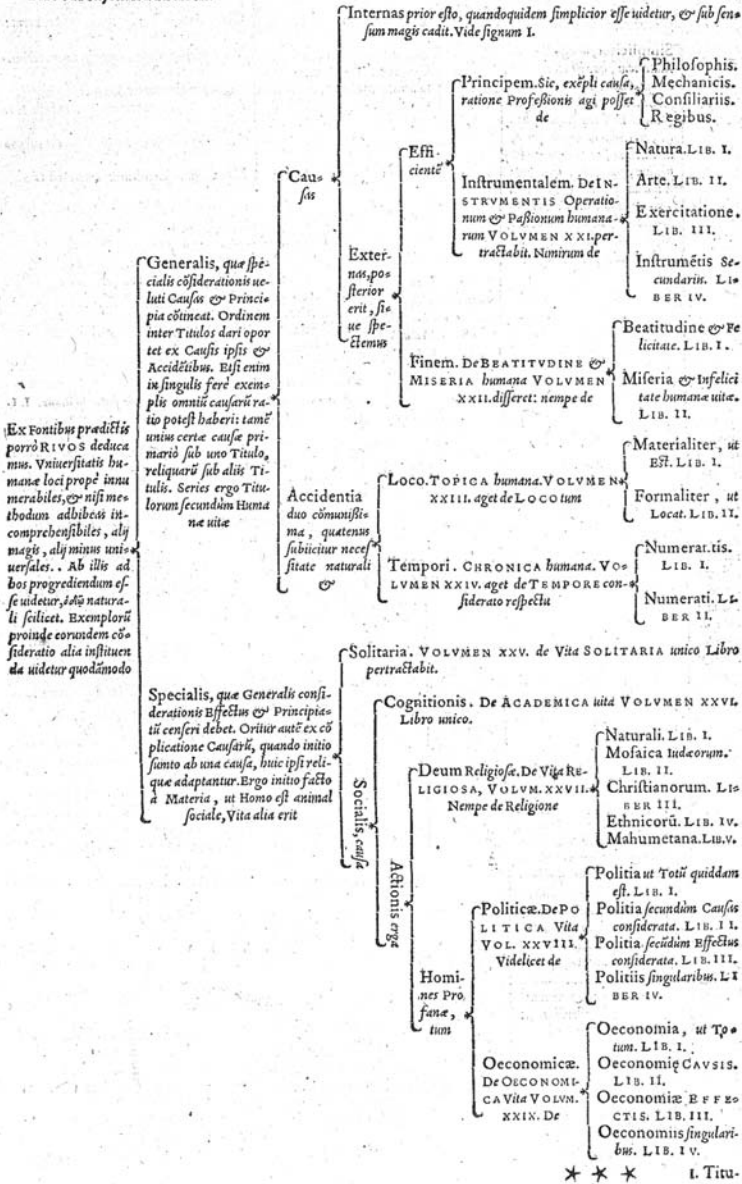 Ex Fontibus prædictis
porrò RIVOS deduca
mus. Vniuersitatis hu-
manæ loci propè innu
merabiles, & nisi me-
thodum adhibeas in-
comprehensibiles, alij
magis, alij minus uni-
uersales.. Ab illis ad
hos progrediendum es-
se uidetur, naturа-
li scilicet. Exemplorū
proinde eorundem cō-
sideratio alia instituen
da uidetur quodāmodo
Generalis, quæ spe-
cialis cōsiderationis ue-
luti Causas & Princi-
pia cōtineat. Ordinem
inter Titulos dari opor
tet ex Causis ipsis &
Accidētibus. Etsi enim
in singulis ferè exem-
plis omniū causarū ra-
tio potest haberi: tamē
unius certæ causæ pri-
mariò sub uno Titulo,
reliquarū sub aliis Ti-
tulis. Series ergo Titu-
lorum secundùm Huma
næ uitæ
Cau-
sas
Internas prior esto, quandoquidem simplicior esse uidetur, & sub sen-
sum magis cadit. Vide signum I.
Exter-
nas, po-
sterior
erit, si-
ue spe-
ctemus
Effi-
cientē
Principem. Sic, exēpli causa,
ratione Professionis agi posset
de
Philosophis.
Mechanicis.
Consiliariis.
Regibus.
Instrumentalem. De IN-
STRVMENTIS Operatio-
num & Passionum humana-
rum VOLVMEN XXI. per-
tractabit. Nimirum de
Natura. LIB. I.
Arte. LIB. II.
Exercitatione.
LIB. III.
Instrumētis Se-
cundariis. LI-
BER IV.
Finem. De BEATITVDINE &
MISERIA humana VOLVMEN
XXII. differet: nempe de
Beatitudine & Fe
licitate. LIB. I.
Miseria & Infelici
tate humanæ uitæ.
LIB. II.
Accidentia
duo cōmunissi-
ma, quatenus
subiicitur neces
sitate naturali
&
Loco. TOPICA humana. VOLVMEN
XXIII. aget de LOCO tum
Materialiter, ut
Est. LIB. I.
Formaliter, ut
Locat. LIB. II.
Tempori. CHRONICA humana. VO-
LVMEN XXIV. aget de TEMPORE con-
siderato respectu
Numerantis.
LIB. I.
Numerati. LI-
BER II.
Specialis, quæ Generalis consi-
derationis Effectus & Principia-
tū censeri debet. Oritur autē ex cō
plicatione Causarū, quando initio
sumto ab una causa, huic ipsi reli-
quæ adaptantur. Ergo initio facto
à Materia, ut Homo est animal
sociale, Vita alia erit
Solitaria. VOLVMEN XXV. de Vita SOLITARIA unico Libro
pertractabit.
Socialis, causa
Cognitionis. De ACADEMICA uita VOLVMEN XXVI.
Libro unico.
Actionis erga
Deum Religiosæ. De Vita RE-
LIGIOSA, VOLVM. XXVII.
Nempe de Religione
Naturali. LIB. I.
Mosaica Iudæorum.
LIB. II.
Christianorum. LI-
BER III.
Ethnicorū. LIB. IV.
Mahumetana. LIB. V.
Homi-
nes Pro
fanæ,
tum
Politicæ. De PO
LITICA Vita
VOL. XXVIII.
Videlicet de
Politia ut Totū quiddam
est. LIB. I.
Politia secundùm Causas
considerata. LIB. II.
Politia secūdùm Effectus
considerata. LIB. III.
Politiis singularibus. LI
BER IV.
Oeconomicæ.
De OECONOMI-
CA Vita VOLVM.
XXIX. De
Oeconomia, ut To-
tum. LIB. I.
Oeconomię CAVSIS.
LIB. II.
Oeconomiæ EFFE-
CTIS. LIB. III.
Oeconomiis singulari-
bus. LIB. IV.
* * * I. Titu-